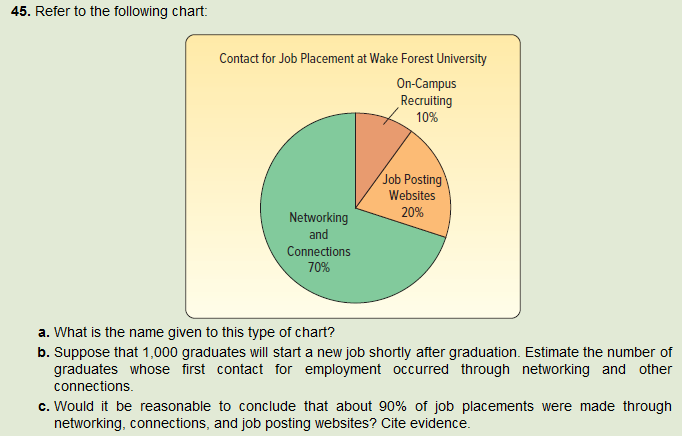 45. Refer to the following chart:
Contact for Job Placement at Wake Forest University
On-Campus
Recruiting
10%
Job Posting
Websites
20%
Networking
and
Connections
70%
a. What is the name given to this type of chart?
b. Suppose that 1,000 graduates will start a new job shortly after graduation. Estimate the number of
graduates whose first contact for employment occurred through networking and other
connections.
c. Would it be reasonable to conclude that about 90% of job placements were made through
networking, connections, and job posting websites? Cite evidence.